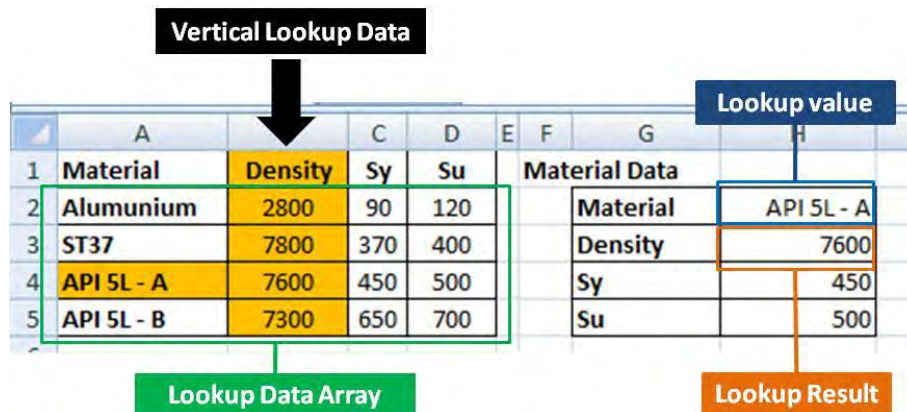 Vertical Lookup Data
Lookup value
A C D E F G H
1 Material Density Sy Su Material Data
2 Alumunium 2800 90 120 Material API 5L - A
3 ST37 7800 370 400 Density 7600
4 API 5L - A 7600 450 500 Sy 450
5 API 5L - B 7300 650 700 Su 500
Lookup Data Array
Lookup Result